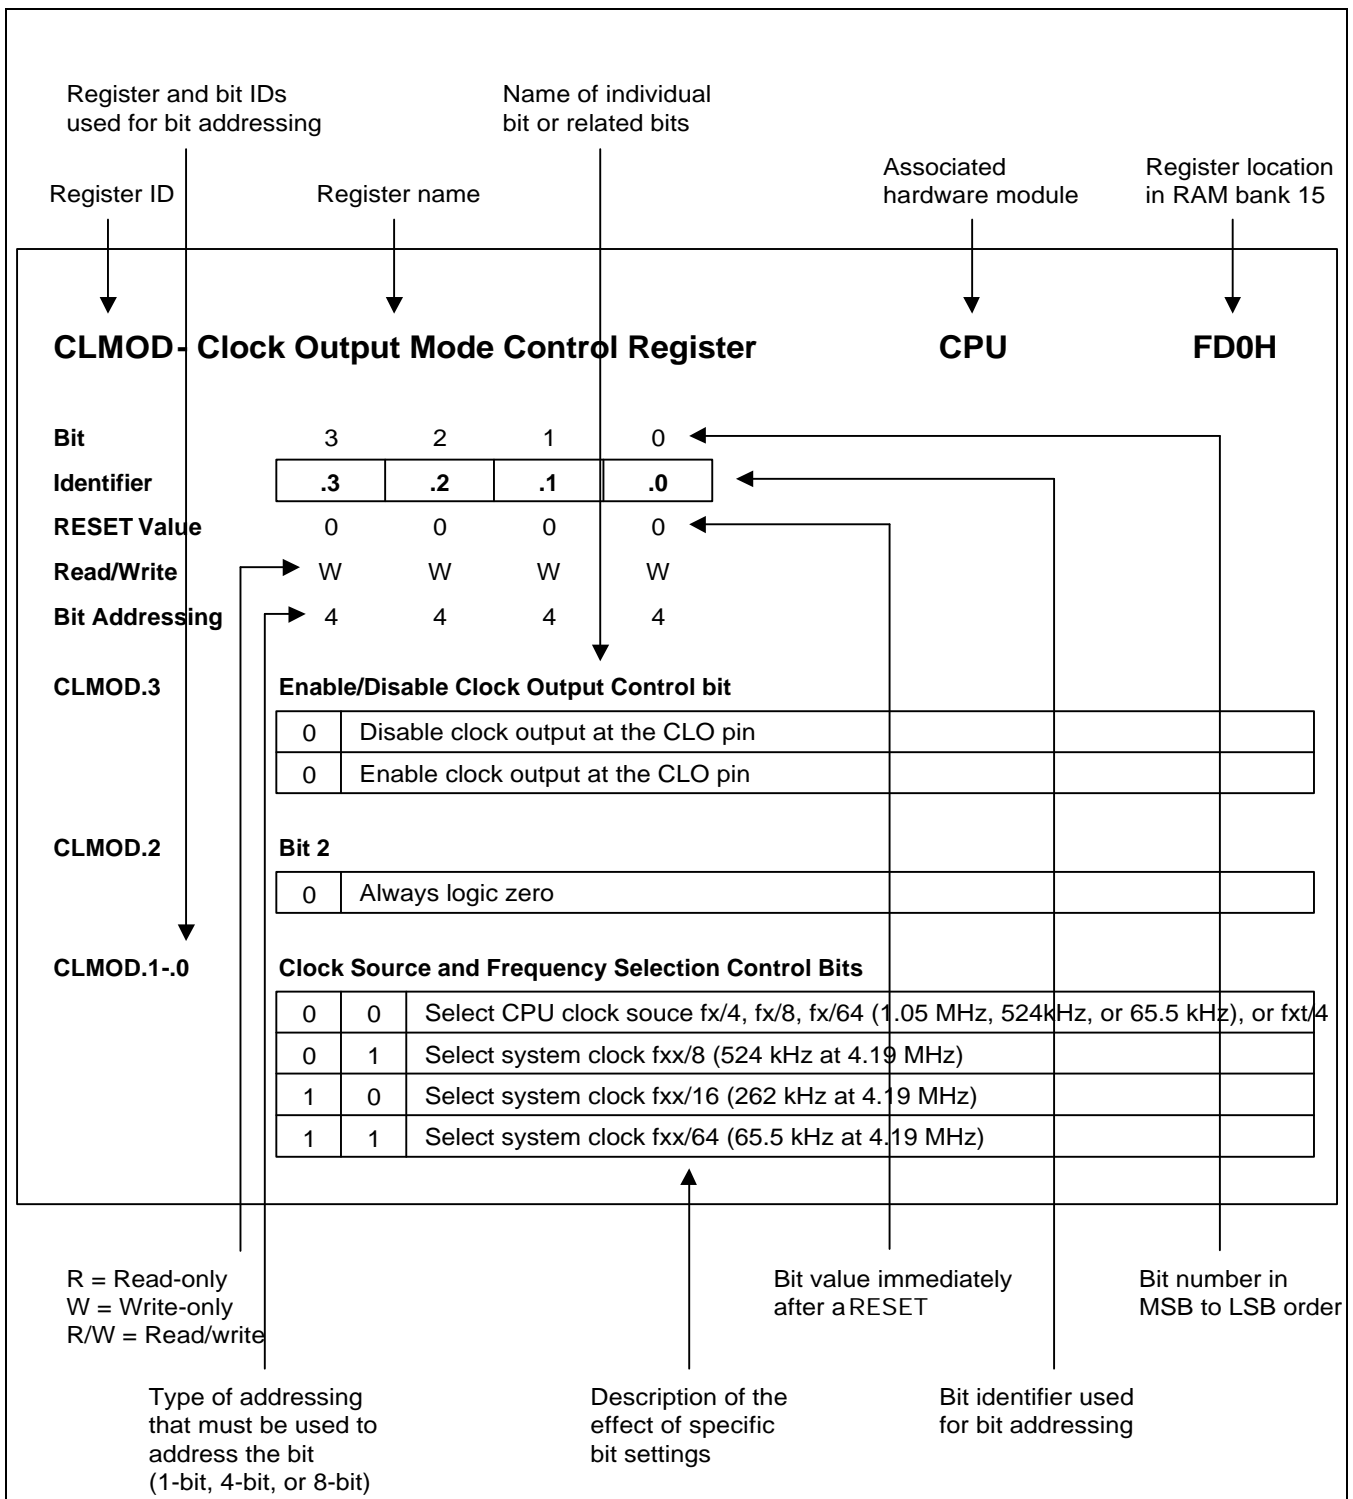 Register and bit IDs
used for bit addressing
Name of individual
bit or related bits
Associated
hardware module
Register location
in RAM bank 15
Register ID
Register name
CLMOD - Clock Output Mode Control Register CPU FD0H
Bit 3 2 1 0
Identifier .3 .2 .1 .0
RESET Value 0 0 0 0
Read/Write W W W W
Bit Addressing 4 4 4 4
CLMOD.3 Enable/Disable Clock Output Control bit
0 Disable clock output at the CLO pin
0 Enable clock output at the CLO pin
CLMOD.2 Bit 2
0 Always logic zero
CLMOD.1-.0 Clock Source and Frequency Selection Control Bits
0 0 Select CPU clock souce fx/4, fx/8, fx/64 (1.05 MHz, 524kHz, or 65.5 kHz), or fxt/4
0 1 Select system clock fxx/8 (524 kHz at 4.19 MHz)
1 0 Select system clock fxx/16 (262 kHz at 4.19 MHz)
1 1 Select system clock fxx/64 (65.5 kHz at 4.19 MHz)
R = Read-only
W = Write-only
R/W = Read/write
Bit value immediately
after a RESET
Bit number in
MSB to LSB order
Type of addressing
that must be used to
address the bit
(1-bit, 4-bit, or 8-bit)
Description of the
effect of specific
bit settings
Bit identifier used
for bit addressing